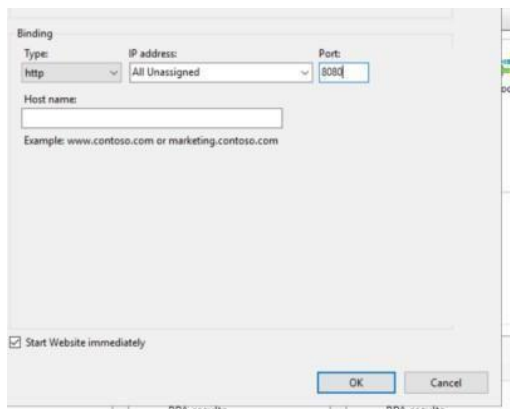 Binding
Type: IP address: Port:
http All Unassigned 8080
Host name:
Example: www.contoso.com or marketing.contoso.com
Start Website immediately
OK Cancel